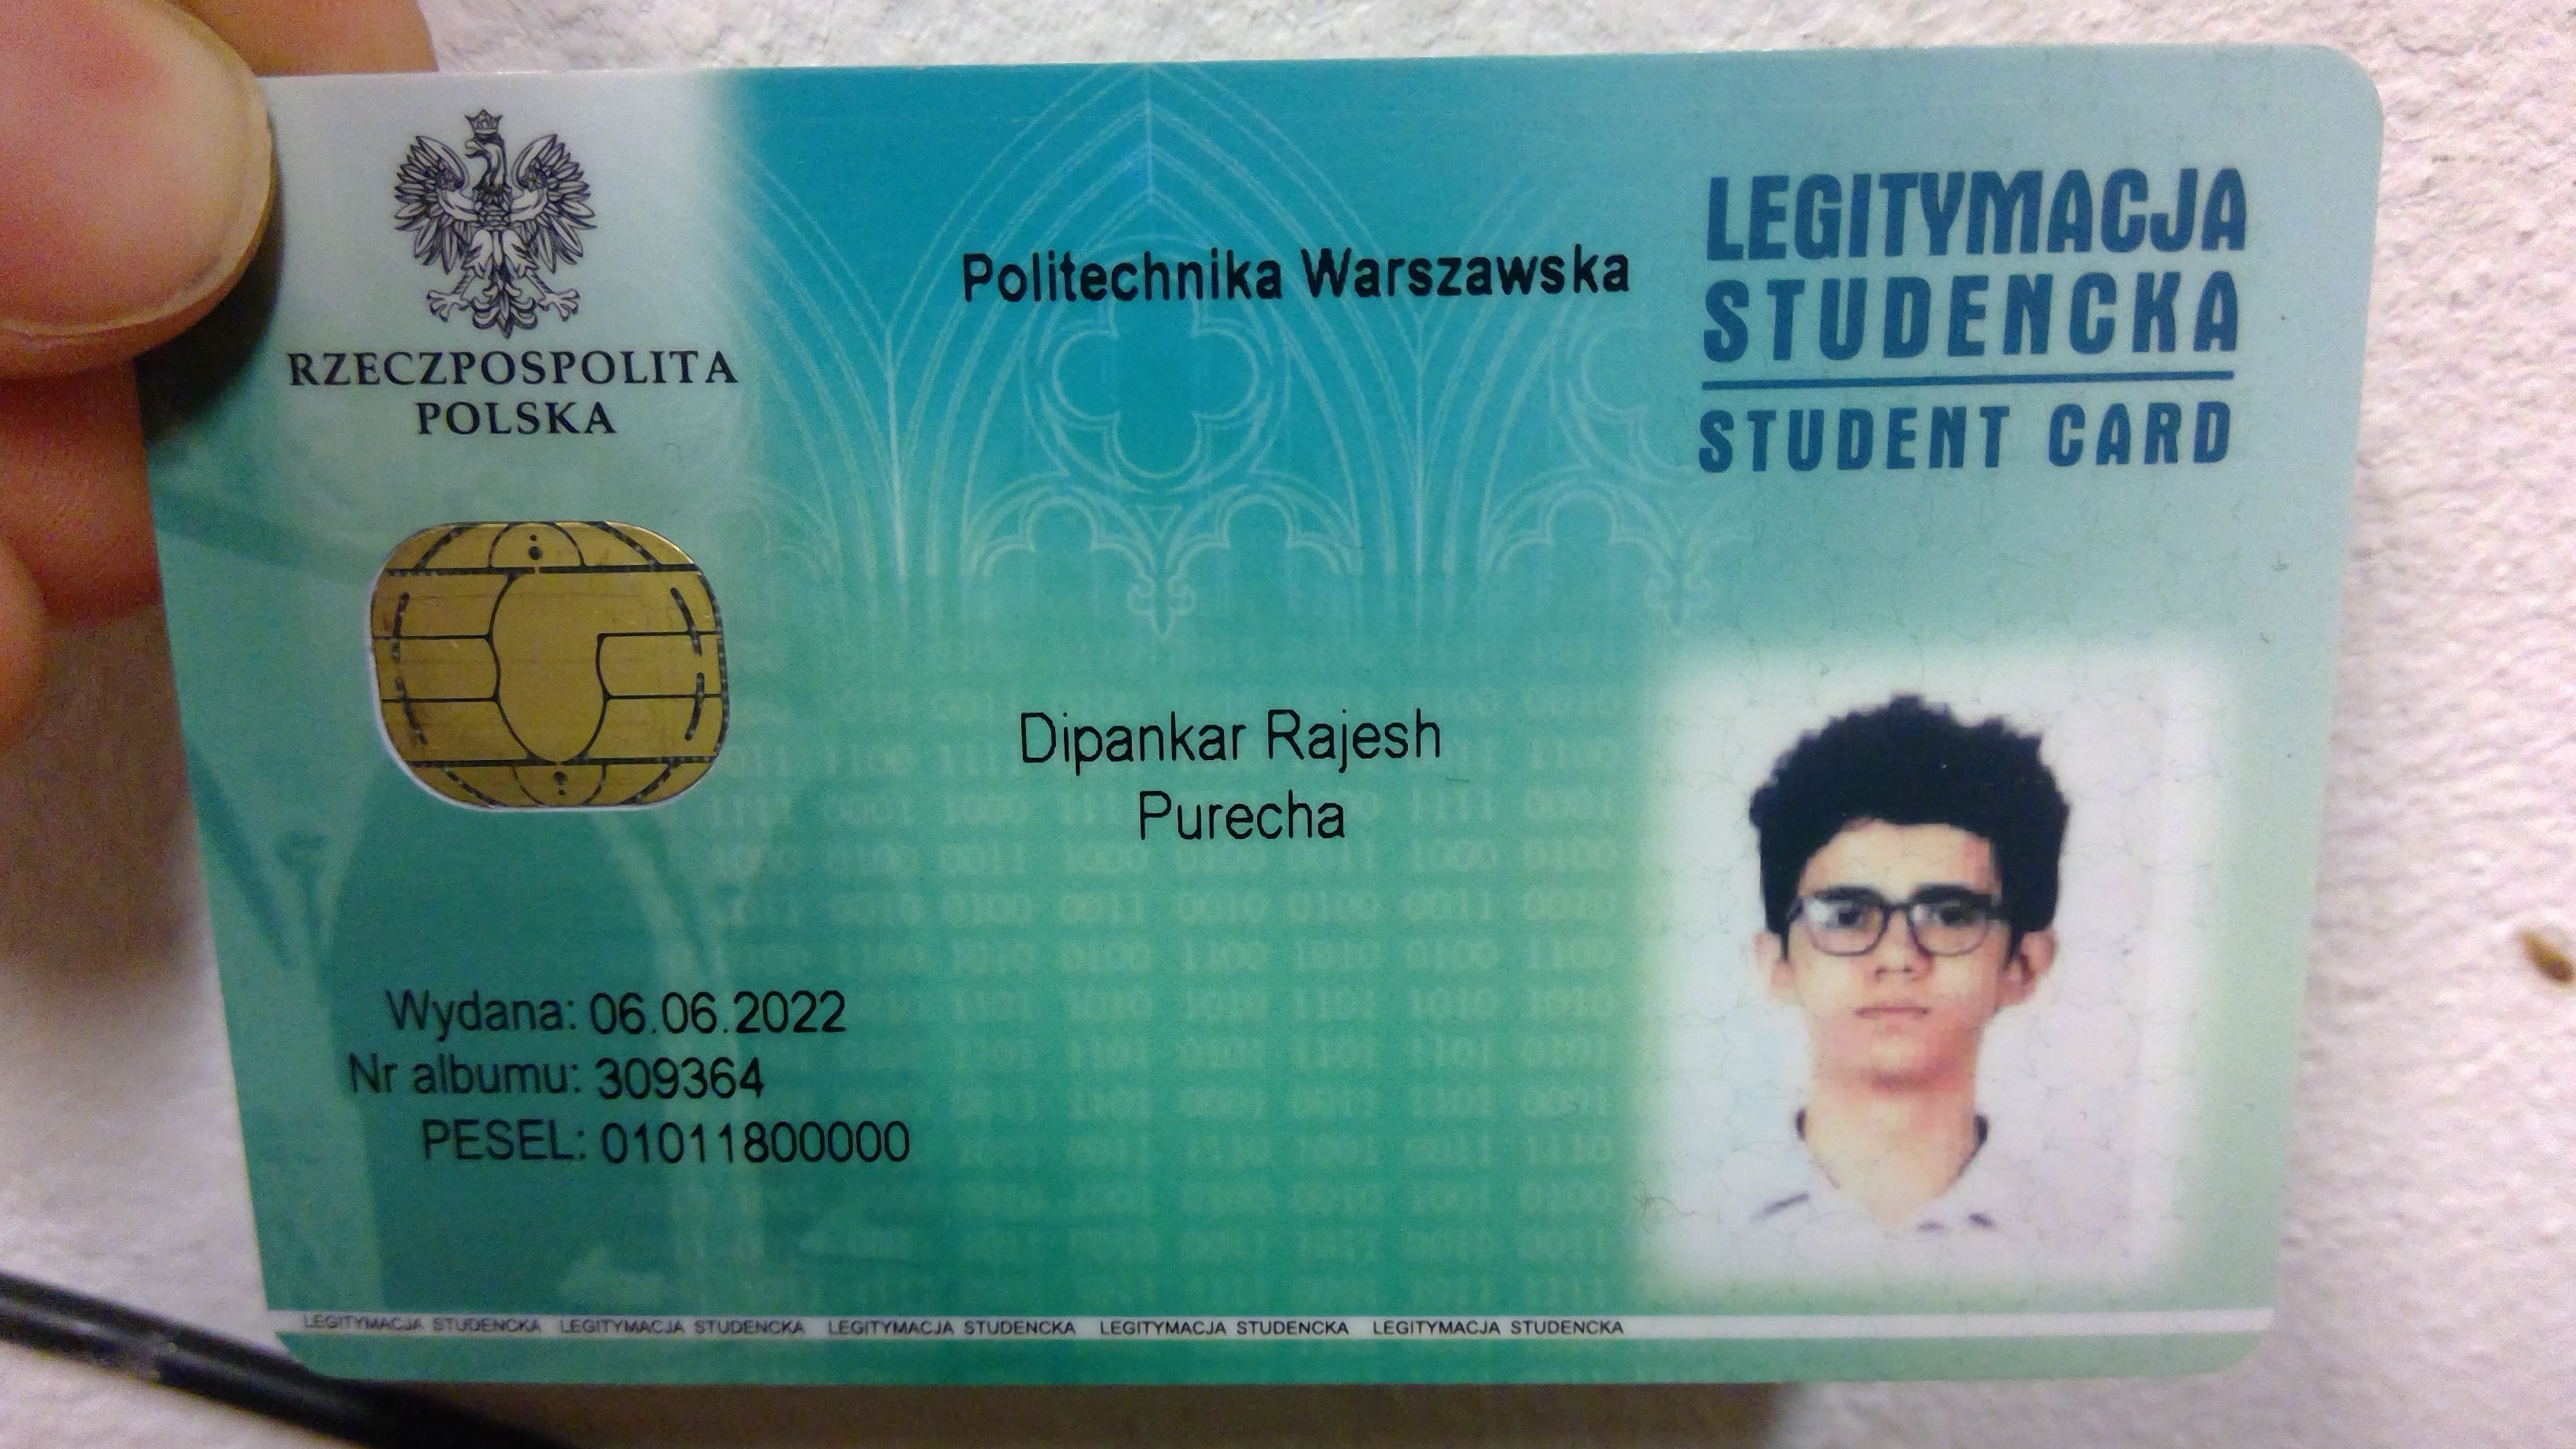 RZECZPOSPOLITA
POLSKA
Politechnika Warszawska
LEGITYMACJA
STUDENCKA
STUDENT CARD
Dipankar Rajesh
Purecha
Wydana: 06.06.2022
Nr albumu: 309364
PESEL: 01011800000
LEGITYMACJA STUDENCKA LEGITYMACJA STUDENCKA LEGITYMACJA STUDENCKA LEGITYMACJA STUDENCKA LEGITYMACJA STUDENCKA